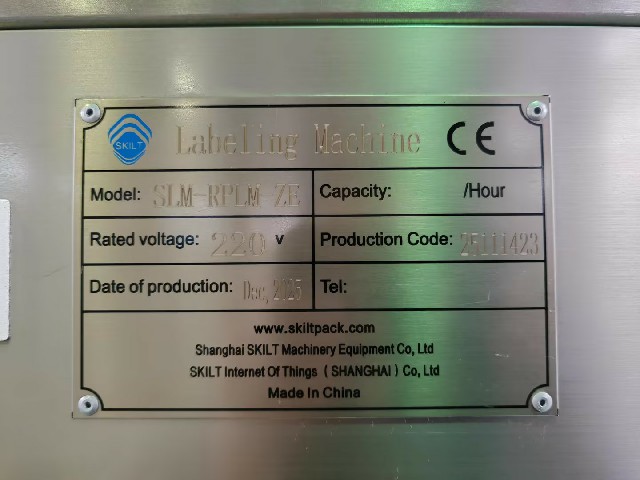 SKILT
Labeling Machine CE
Model: SLM-RPLM ZE
Capacity: /Hour
Rated voltage: 220 v
Production Code: 25111423
Date of production: Dec, 2125
Tel:
www.skiltpack.com
Shanghai SKILT Machinery Equipment Co, Ltd
SKILT Internet Of Things ( SHANGHAI ) Co, Ltd
Made In China